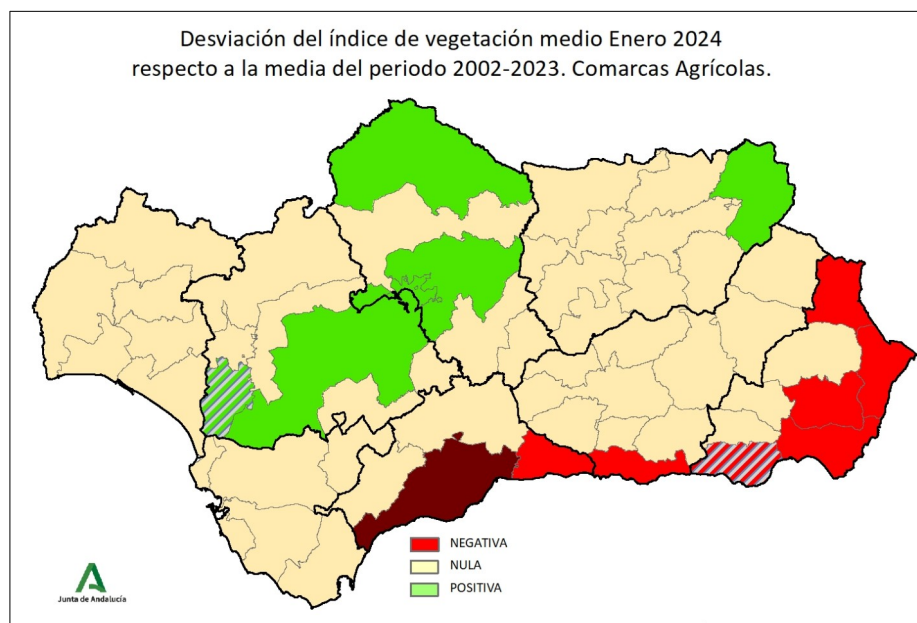 Desviación del índice de vegetación medio Enero 2024
respecto a la media del periodo 2002-2023. Comarcas Agrícolas.
NEGATIVA
NULA
POSITIVA
Junta de Andalucía